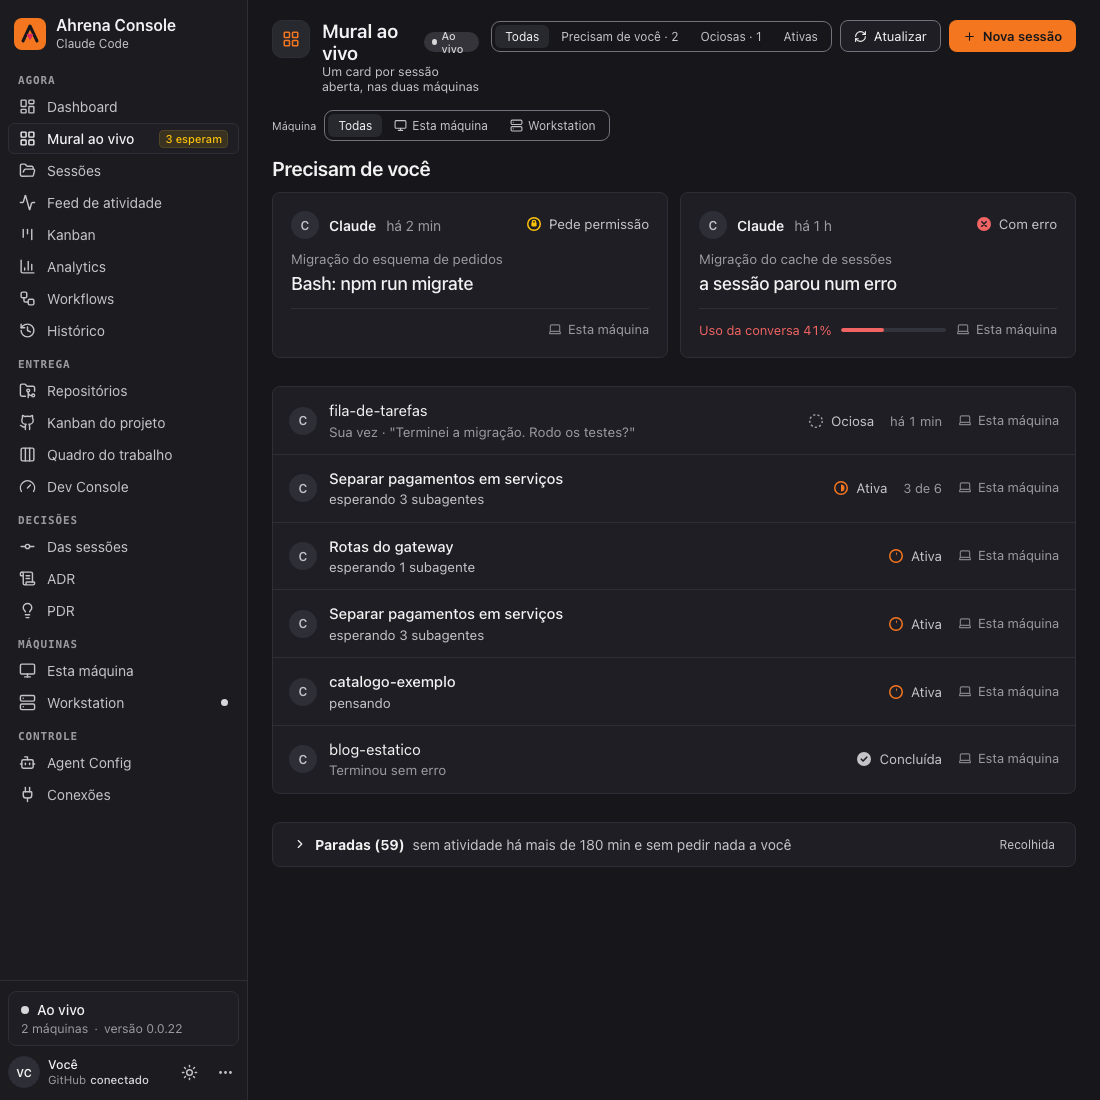 Ahrena Console
Claude Code
AGORA
Dashboard
Mural ao vivo
3 esperam
Sessões
Feed de atividade
Kanban
Analytics
Workflows
Histórico
ENTREGA
Repositórios
Kanban do projeto
Quadro do trabalho
Dev Console
DECISÕES
Das sessões
ADR
PDR
MÁQUINAS
Esta máquina
Workstation
CONTROLE
Agent Config
Conexões
Ao vivo
2 máquinas · versão 0.0.22
VC
Você
GitHub conectado
Mural ao
vivo
Ao
vivo
Um card por sessão
aberta, nas duas máquinas
Todas
Precisam de você · 2
Ociosas · 1
Ativas
Atualizar
Nova sessão
Máquina
Todas
Esta máquina
Workstation
Precisam de você
C
Claude há 2 min
Pede permissão
Migração do esquema de pedidos
Bash: npm run migrate
Esta máquina
C
Claude há 1 h
Com erro
Migração do cache de sessões
a sessão parou num erro
Uso da conversa 41%
Esta máquina
C
fila-de-tarefas
Sua vez · "Terminei a migração. Rodo os testes?"
Ociosa há 1 min Esta máquina
C
Separar pagamentos em serviços
esperando 3 subagentes
Ativa 3 de 6 Esta máquina
C
Rotas do gateway
esperando 1 subagente
Ativa Esta máquina
C
Separar pagamentos em serviços
esperando 3 subagentes
Ativa Esta máquina
C
catalogo-exemplo
pensando
Ativa Esta máquina
C
blog-estatico
Terminou sem erro
Concluída Esta máquina
Paradas (59) sem atividade há mais de 180 min e sem pedir nada a você
Recolhida